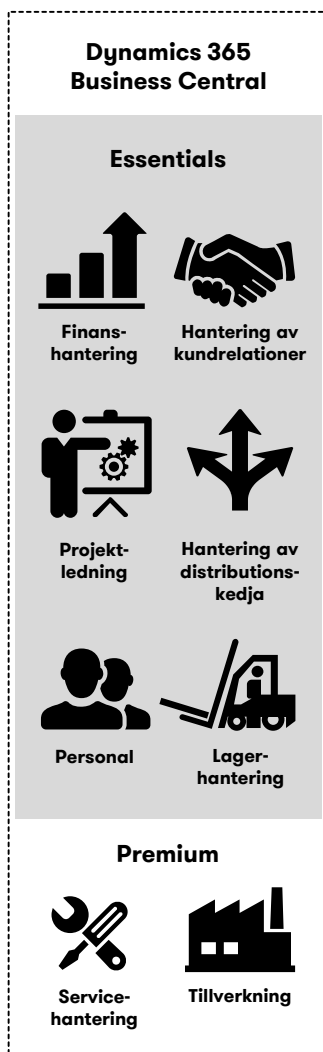 Dynamics 365
Business Central
Essentials
Finans-
hantering
Hantering av
kundrelationer
Projekt-
ledning
Hantering av
distributions-
kedja
Personal
Lager-
hantering
Premium
Service-
hantering
Tillverkning